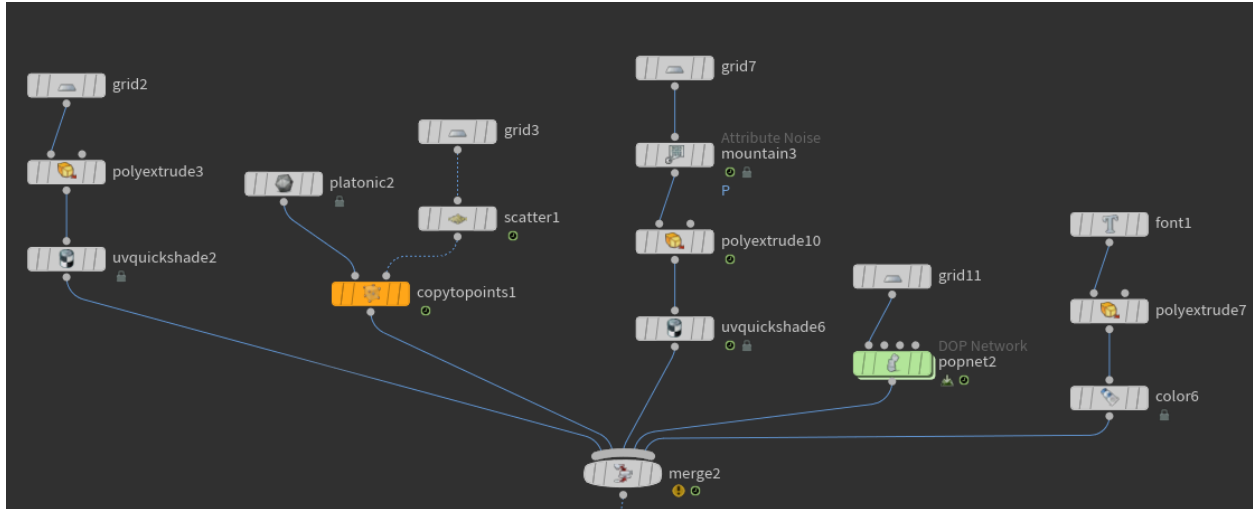 grid2
polyextrude3
uvquickshade2
platonic2
grid3
scatter1
copytopoints1
grid7
Attribute Noise
mountain3
P
polyextrude10
uvquickshade6
grid11
DOP Network
popnet2
font1
polyextrude7
color6
merge2